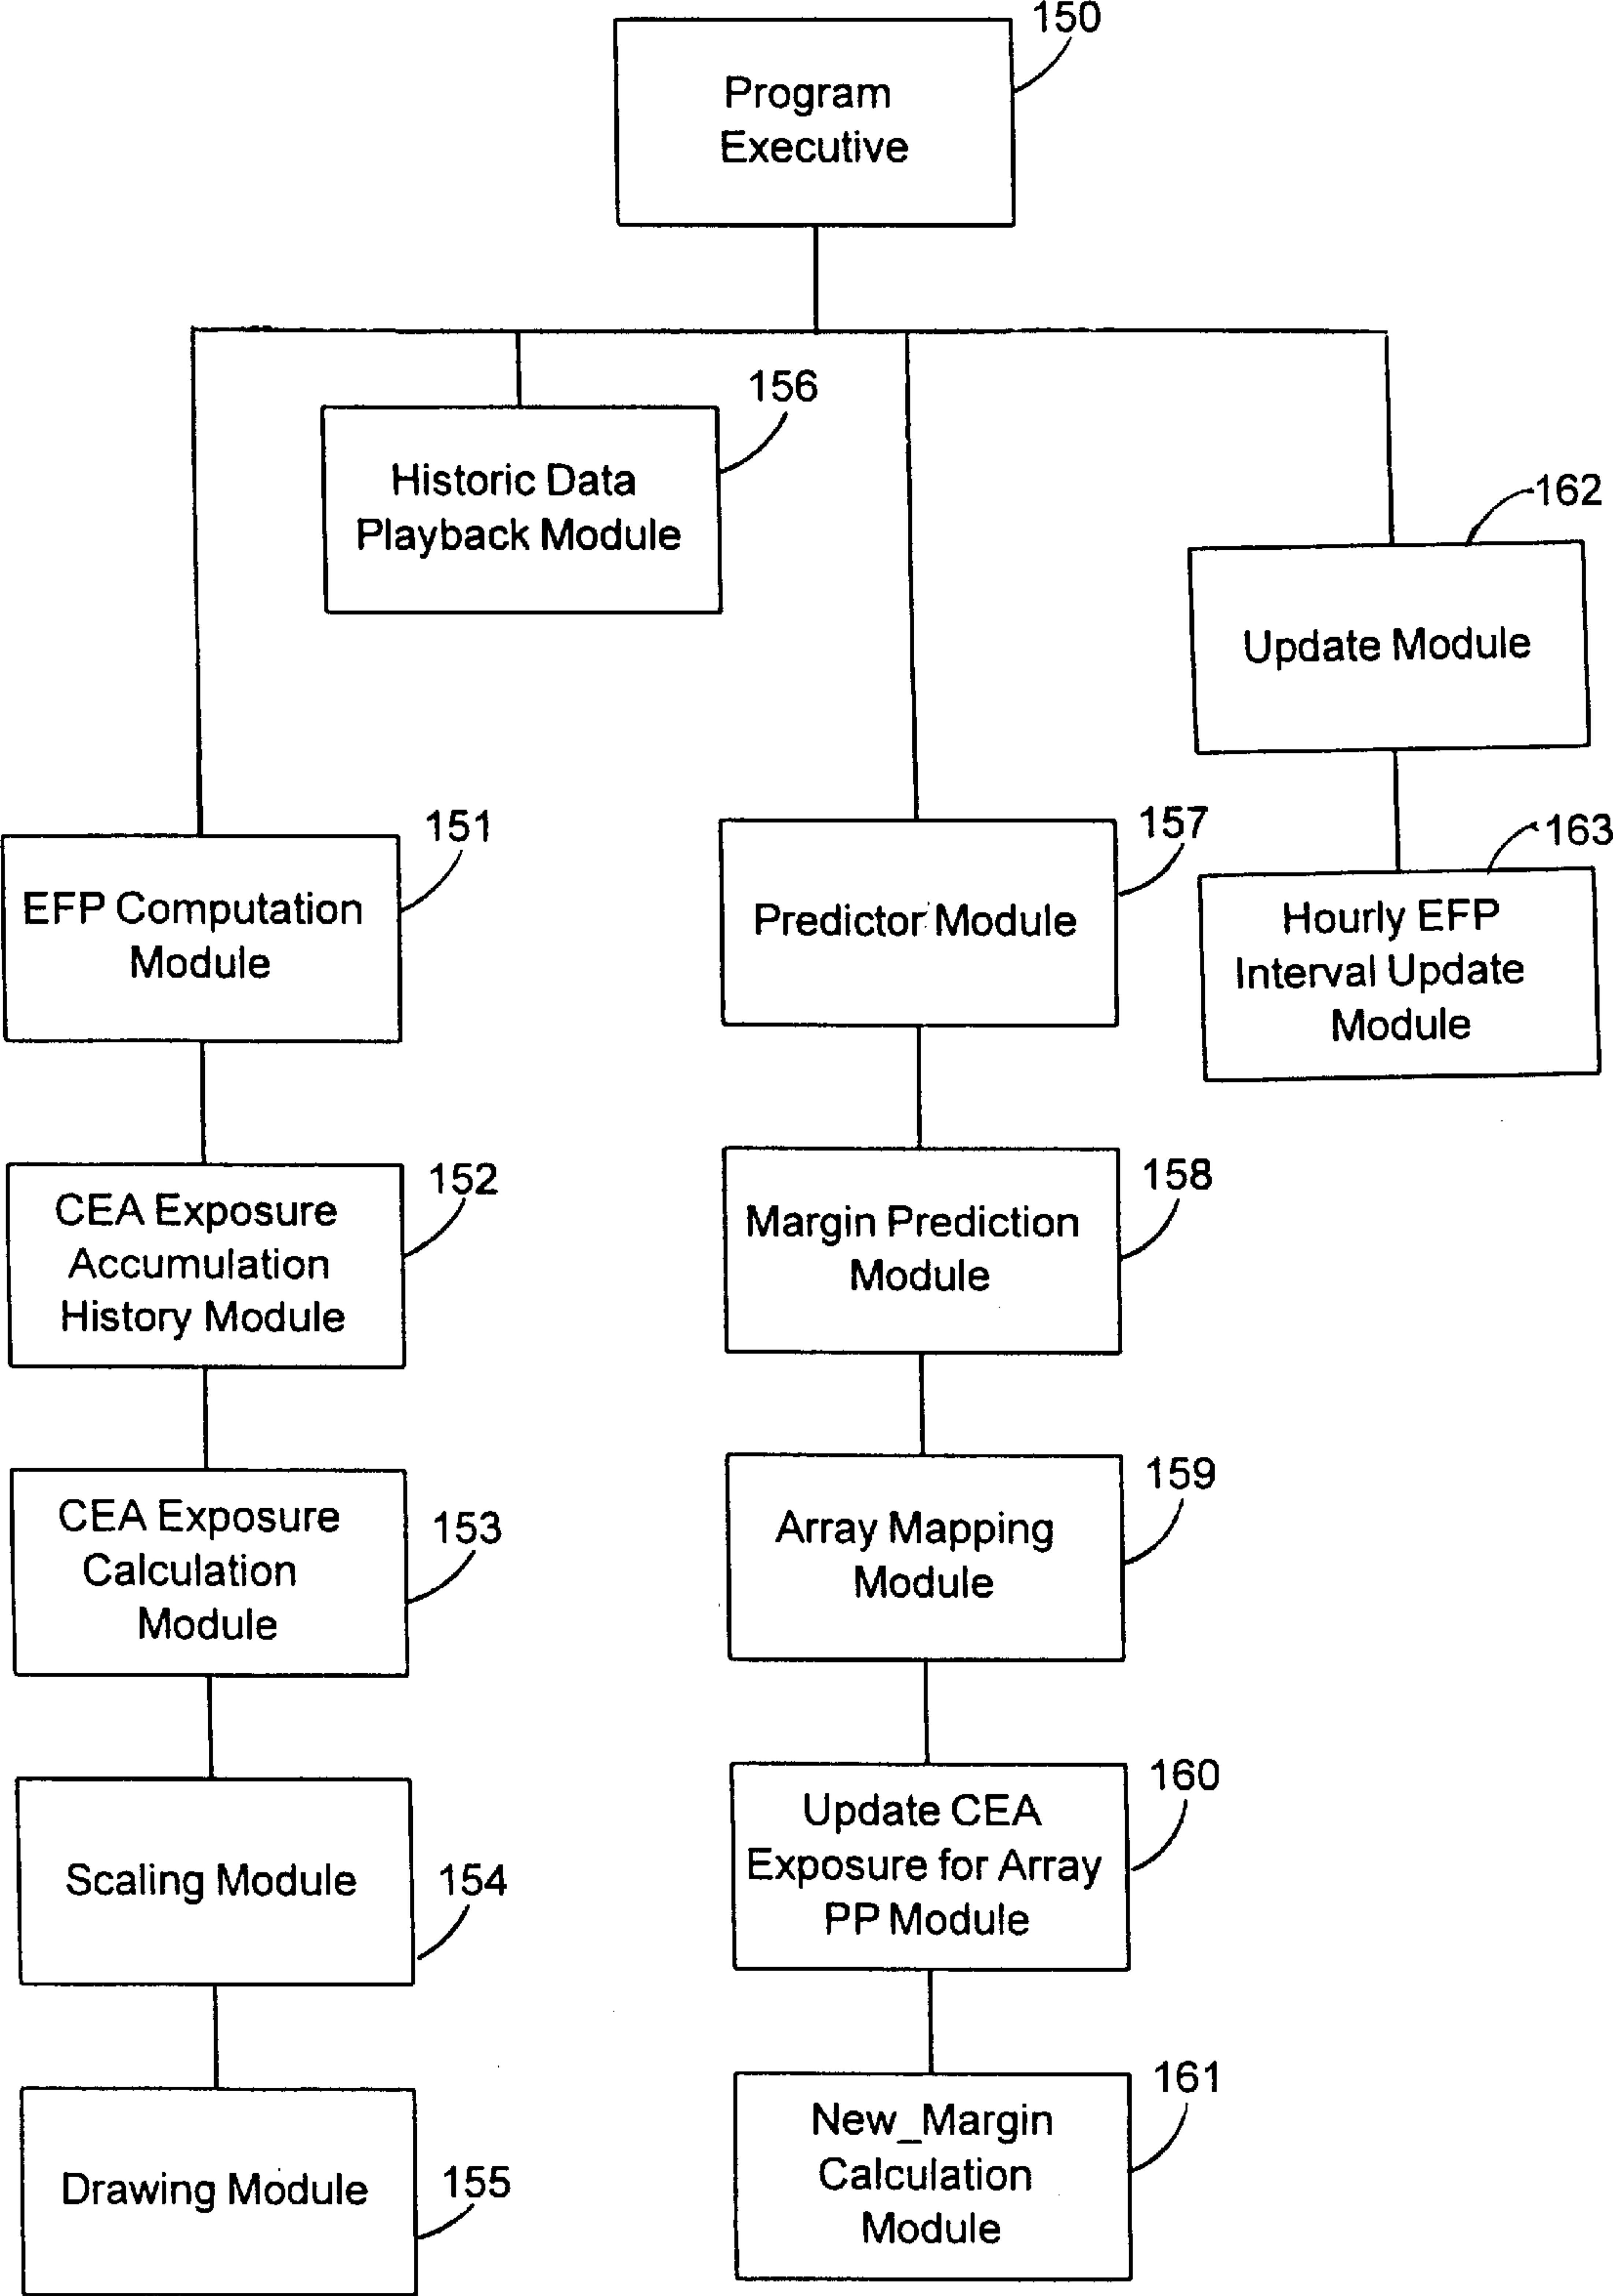 150
Program
Executive
156
Historic Data
Playback Module
162
Update Module
151
EFP Computation
Module
157
Predictor Module
163
Hourly EFP
Interval Update
Module
152
CEA Exposure
Accumulation
History Module
158
Margin Prediction
Module
153
CEA Exposure
Calculation
Module
159
Array Mapping
Module
154
Scaling Module
160
Update CEA
Exposure for Array
PP Module
155
Drawing Module
161
New_Margin
Calculation
Module